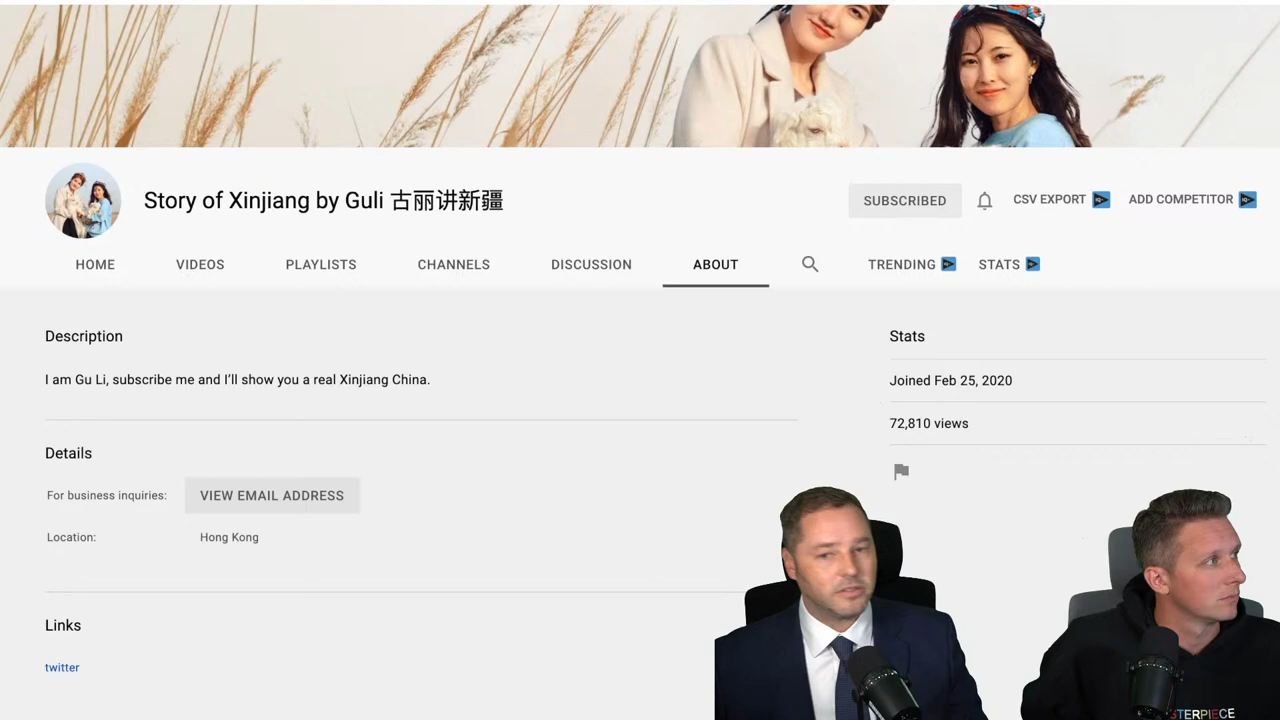 Story of Xinjiang by Guli 古丽讲新疆
SUBSCRIBED
CSV EXPORT
ADD COMPETITOR
HOME VIDEOS PLAYLISTS CHANNELS DISCUSSION ABOUT TRENDING STATS
Description
I am Gu Li, subscribe me and I'll show you a real Xinjiang China.
Details
For business inquiries: VIEW EMAIL ADDRESS
Location: Hong Kong
Links
twitter
Stats
Joined Feb 25, 2020
72,810 views
STERPIECE